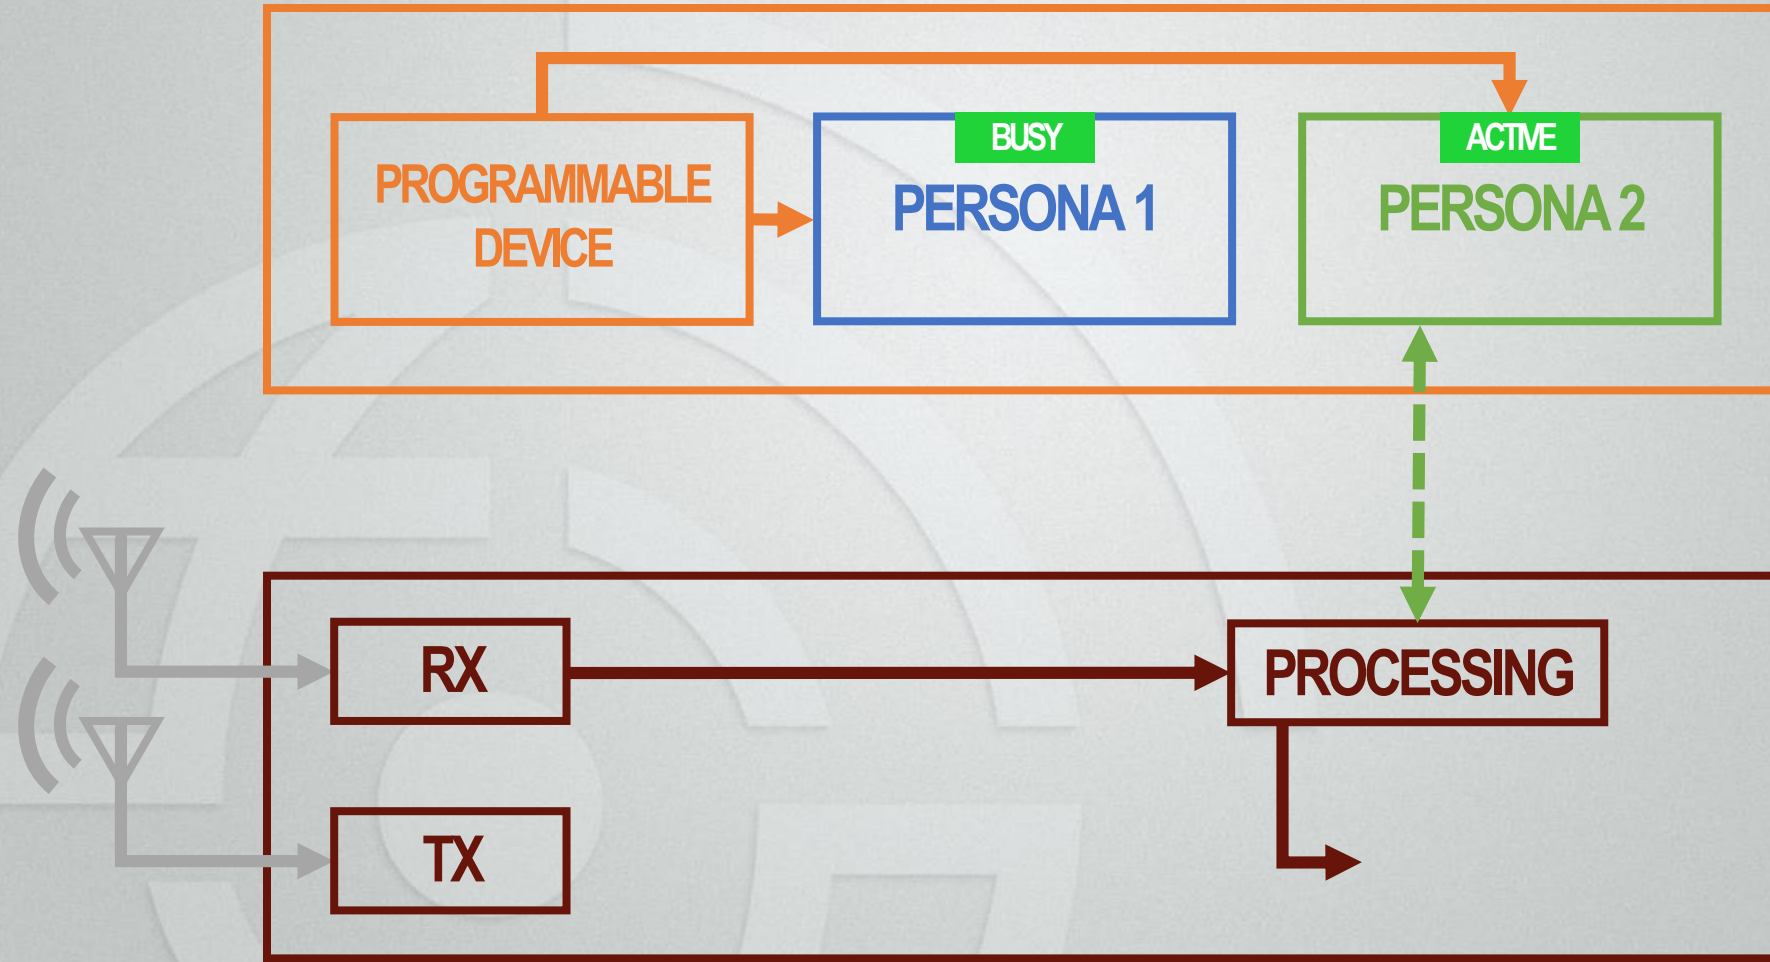 BUSY
ACTIVE
PROGRAMMABLE
DEVICE
PERSONA 1
PERSONA 2
RX
PROCESSING
TX